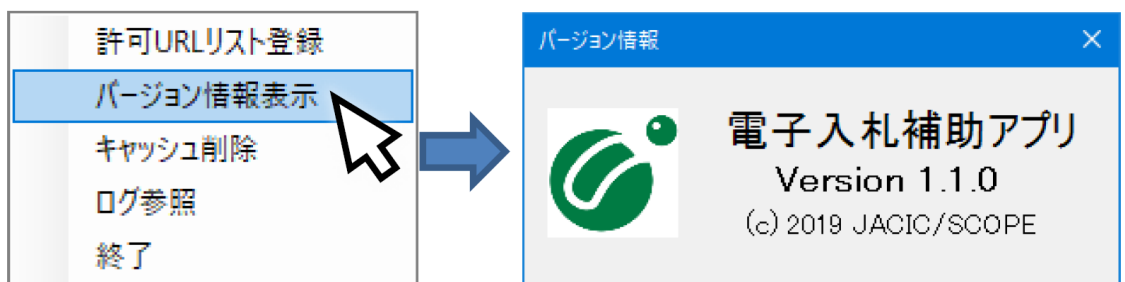 許可URLリスト登録
バージョン情報表示
キャッシュ削除
ログ参照
終了
バージョン情報
電子入札補助アプリ
Version 1.1.0
(c) 2019 JACIC/SCOPE